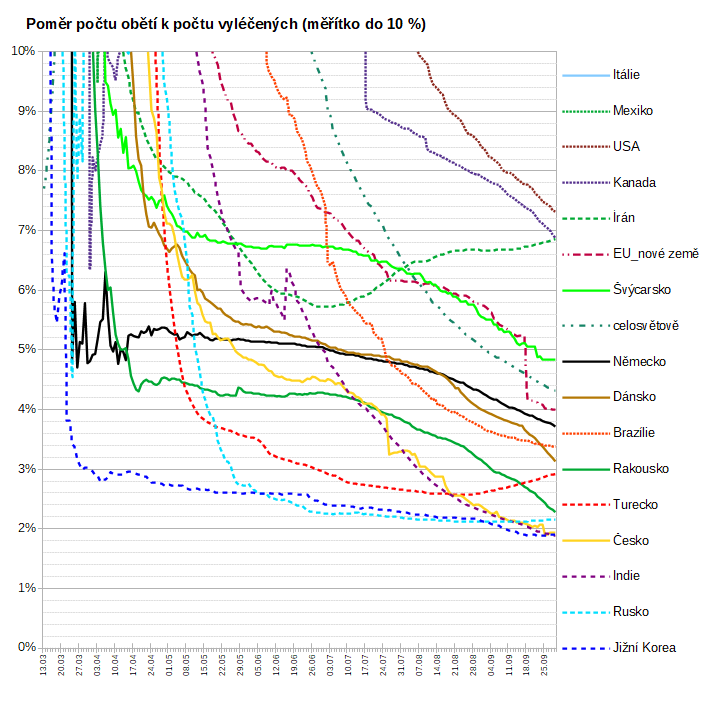 Poměr počtu obětí k počtu vyléčených (měřítko do 10 %)
10%
9%
8%
7%
6%
5%
4%
3%
2%
1%
0%
13.03
20.03
27.03
03.04
10.04
17.04
24.04
01.05
08.05
15.05
22.05
29.05
05.06
12.06
19.06
26.06
03.07
10.07
17.07
24.07
31.07
07.08
14.08
21.08
28.08
04.09
11.09
18.09
25.09
Itálie
Mexiko
USA
Kanada
Írán
EU_nové země
Švýcarsko
celosvětově
Německo
Dánsko
Brazílie
Rakousko
Turecko
Česko
Indie
Rusko
Jižní Korea